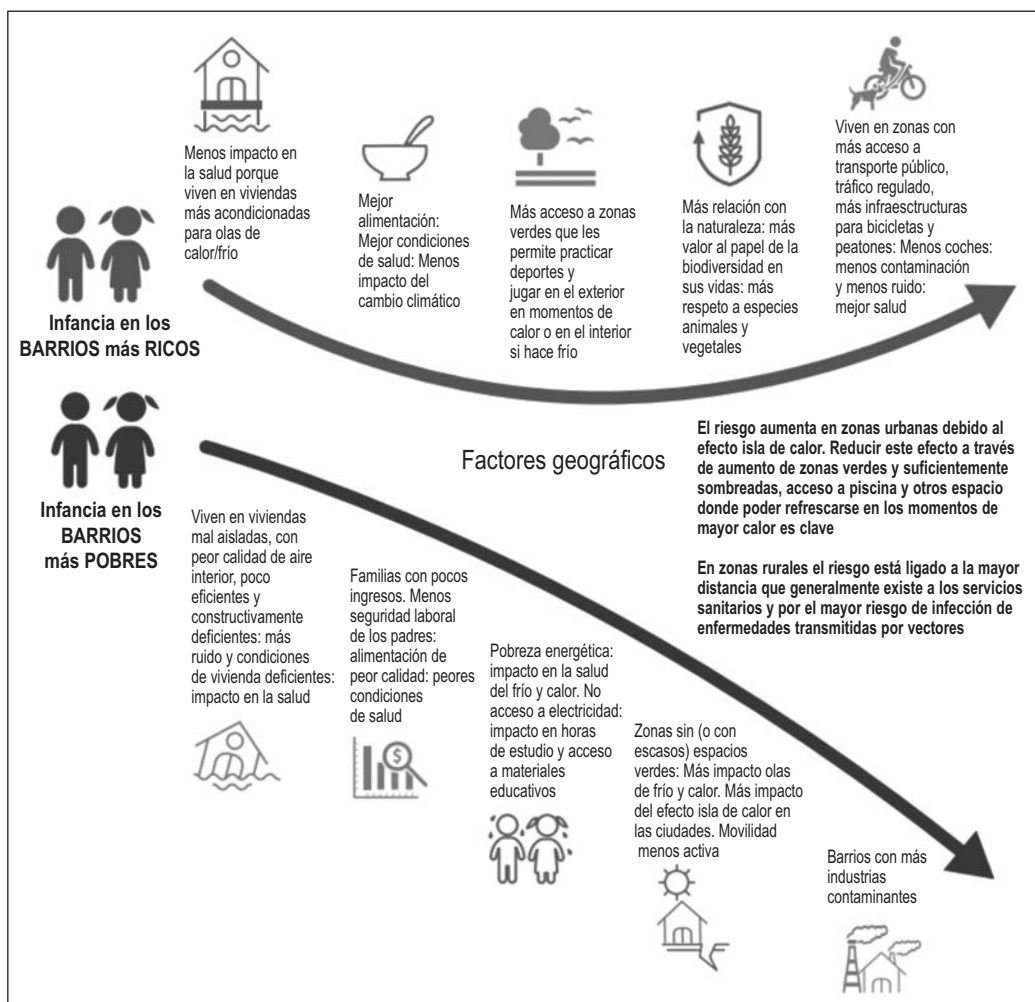 Menos impacto en
la salud porque
viven en viviendas
más acondicionadas
para olas de
calor/frío
Mejor
alimentación:
Mejor condiciones
de salud: Menos
impacto del
cambio climático
Más acceso a zonas
verdes que les
permite practicar
deportes y
jugar en el exterior
en momentos de
calor o en el interior
si hace frío
Más relación con
la naturaleza: más
valor al papel de la
biodiversidad en
sus vidas: más
respeto a especies
animales y
vegetales
Viven en zonas con
más acceso a
transporte público,
tráfico regulado,
más infraesctructuras
para bicicletas y
peatones: Menos coches:
menos contaminación
y menos ruido:
mejor salud
Infancia en los
BARRIOS más RICOS
Infancia en los
BARRIOS
más POBRES
Factores geográficos
El riesgo aumenta en zonas urbanas debido al
efecto isla de calor. Reducir este efecto a través
de aumento de zonas verdes y suficientemente
sombreadas, acceso a piscina y otros espacio
donde poder refrescarse en los momentos de
mayor calor es clave
En zonas rurales el riesgo está ligado a la mayor
distancia que generalmente existe a los servicios
sanitarios y por el mayor riesgo de infección de
enfermedades transmitidas por vectores
Viven en viviendas
mal aisladas, con
peor calidad de aire
interior, poco
eficientes y
constructivamente
deficientes: más
ruido y condiciones
de vivienda deficientes:
impacto en la salud
Familias con pocos
ingresos. Menos
seguridad laboral
de los padres:
alimentación de
peor calidad: peores
condiciones
de salud
$
Pobreza energética:
impacto en la salud
del frío y calor. No
acceso a electricidad:
impacto en horas
de estudio y acceso
a materiales
educativos
Zonas sin (o con
escasos) espacios
verdes: Más impacto olas
de frío y calor. Más impacto
del efecto isla de calor en
las ciudades. Movilidad
menos activa
Barrios con más
industrias
contaminantes